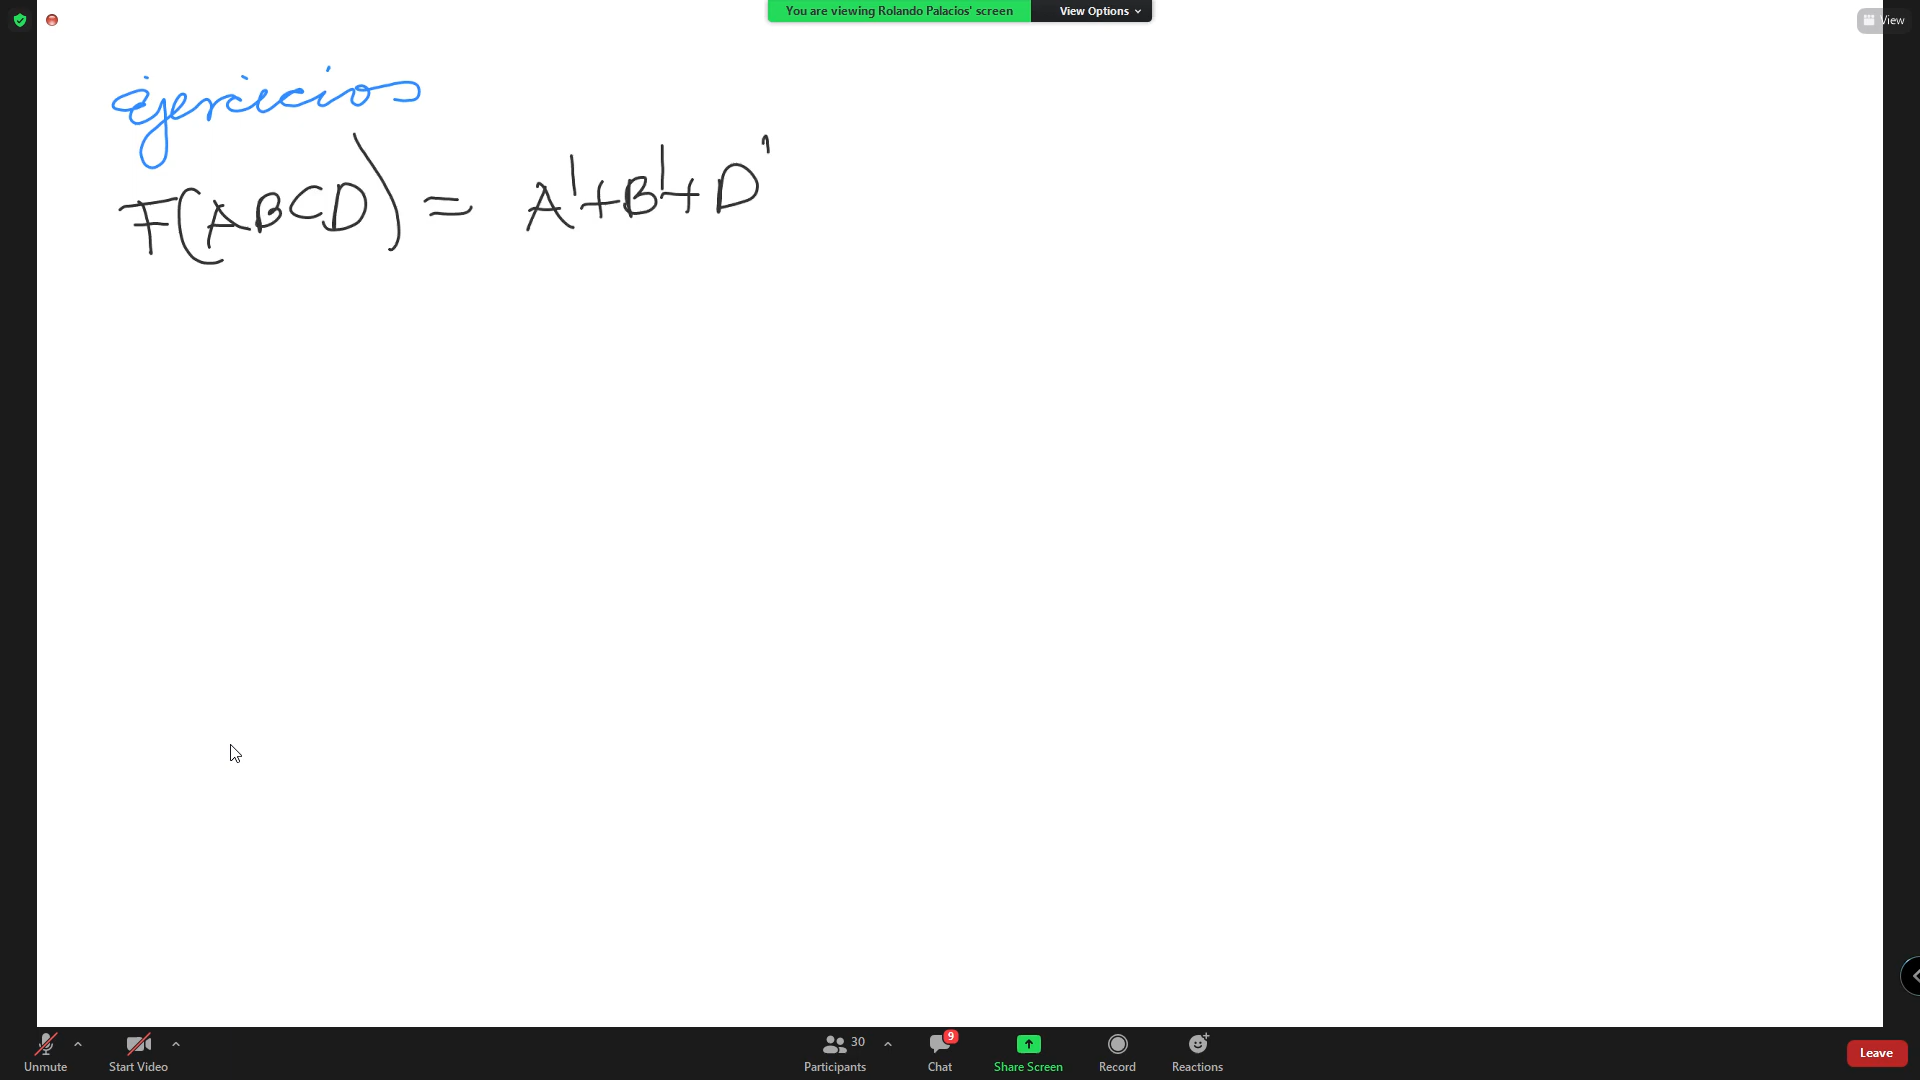 You are viewing Rolando Palacios' screen View Options
View
ejercicios
F(ABCD) = A'+B'+D'
Unmute
Start Video
30
Participants
9
Chat
Share Screen
Record
Reactions
Leave